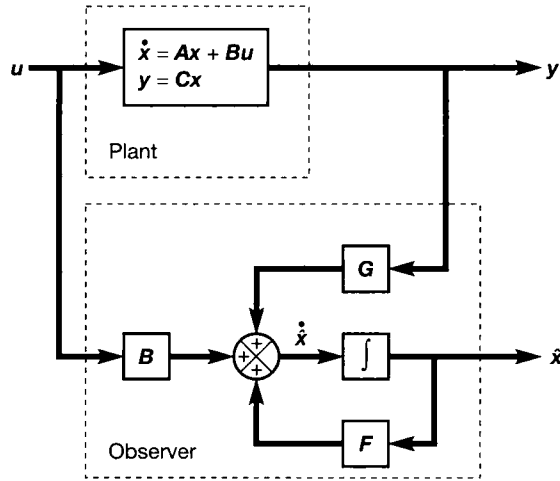 u
ẋ = Ax + Bu
y = Cx
y
Plant
G
B
+
+
+
x̂̇
∫
x̂
F
Observer